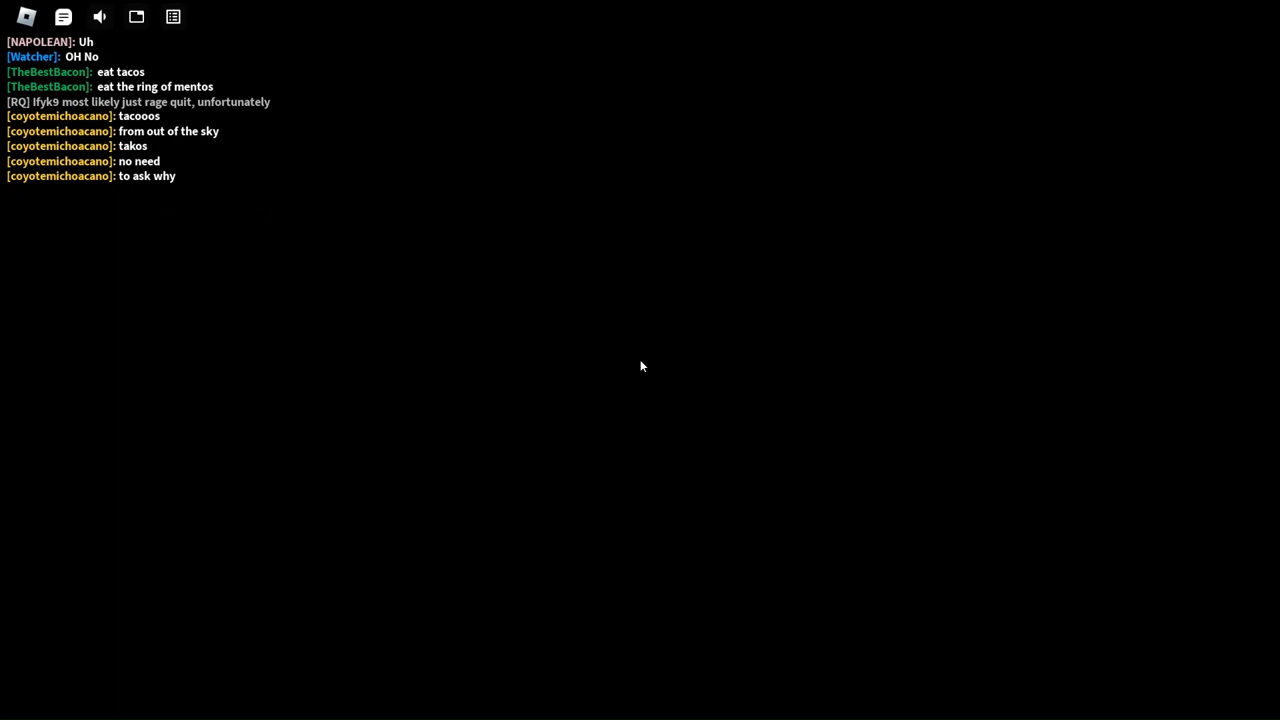 [NAPOLEAN]: Uh
[Watcher]: OH No
[TheBestBacon]: eat tacos
[TheBestBacon]: eat the ring of mentos
[RQ] Ifyk9 most likely just rage quit, unfortunately
[coyotemichoacano]: tacooos
[coyotemichoacano]: from out of the sky
[coyotemichoacano]: takos
[coyotemichoacano]: no need
[coyotemichoacano]: to ask why